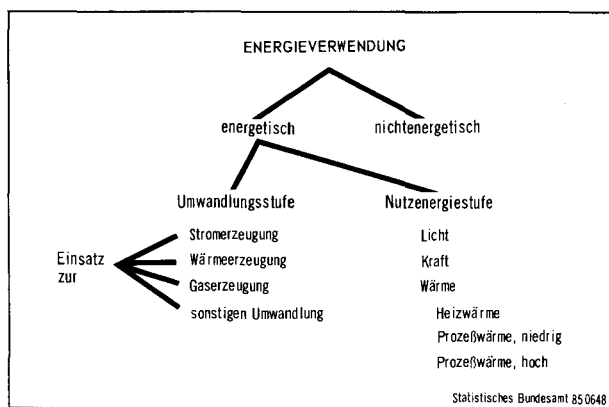 ENERGIEVERWENDUNG
energetisch nichtenergetisch
Umwandlungsstufe Nutzenergiestufe
Stromerzeugung Licht
Einsatz zur
Wärmeerzeugung Kraft
Gaserzeugung Wärme
sonstigen Umwandlung Heizwärme
Prozeßwärme, niedrig
Prozeßwärme, hoch
Statistisches Bundesamt 85 0648